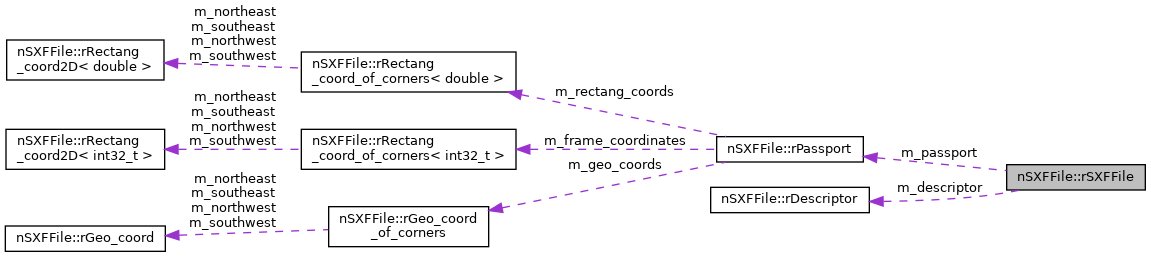 m_northeast
m_southeast
m_northwest
m_southwest
nSXFFile::rRectang
_coord2D< double >
nSXFFile::rRectang
_coord_of_corners< double >
m_rectang_coords
m_northeast
m_southeast
m_northwest
m_southwest
nSXFFile::rRectang
_coord2D< int32_t >
nSXFFile::rRectang
_coord_of_corners< int32_t >
m_frame_coordinates
nSXFFile::rPassport
m_passport
nSXFFile::rSXFFile
m_geo_coords
m_descriptor
nSXFFile::rDescriptor
m_northeast
m_southeast
m_northwest
m_southwest
nSXFFile::rGeo_coord
_of_corners
nSXFFile::rGeo_coord